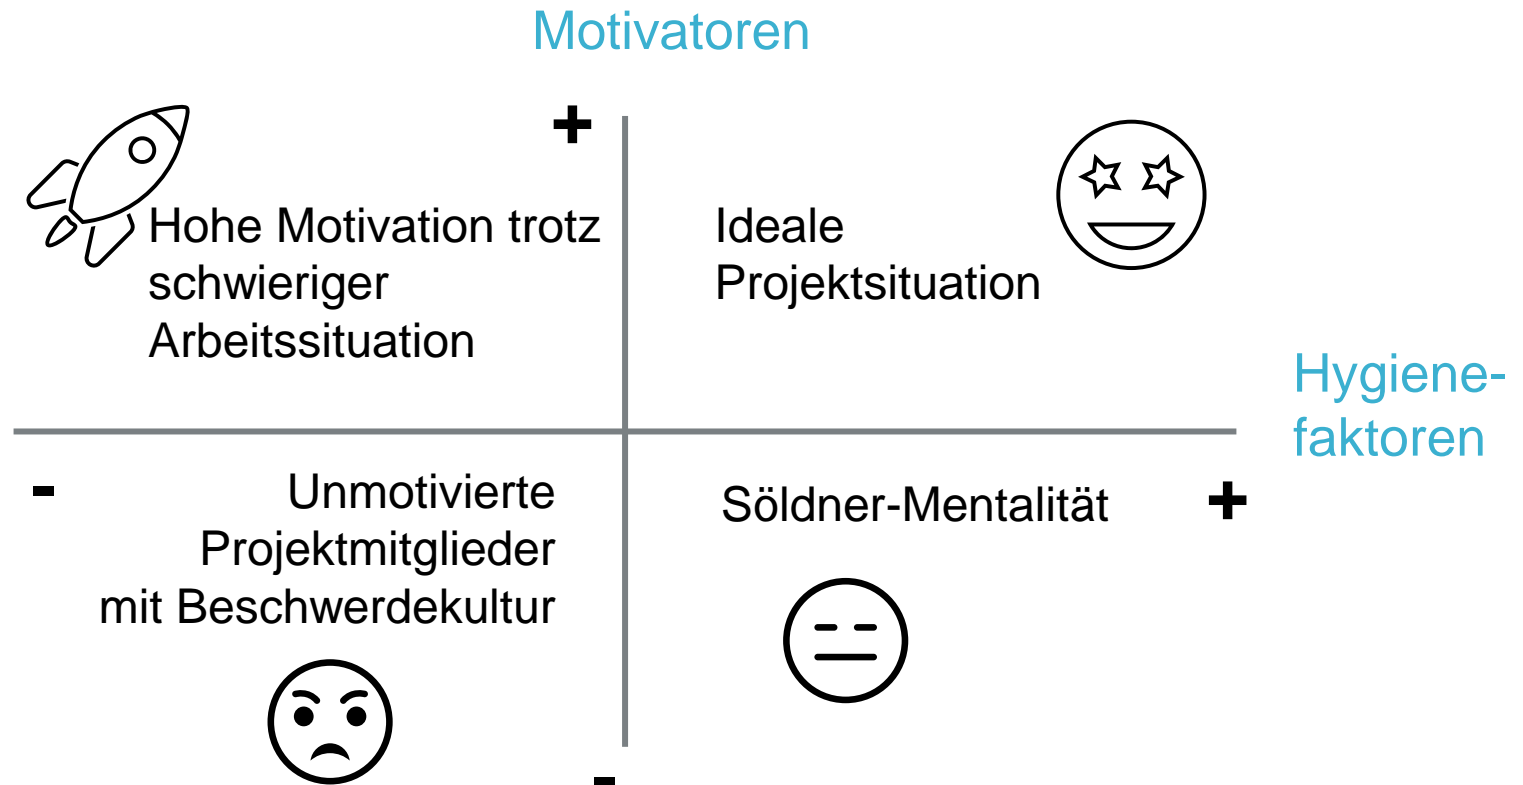 Motivatoren
+
Hohe Motivation trotz
schwieriger
Arbeitssituation
Ideale
Projektsituation
Hygiene-
faktoren
-
Unmotivierte
Projektmitglieder
mit Beschwerdekultur
Söldner-Mentalität
+
-